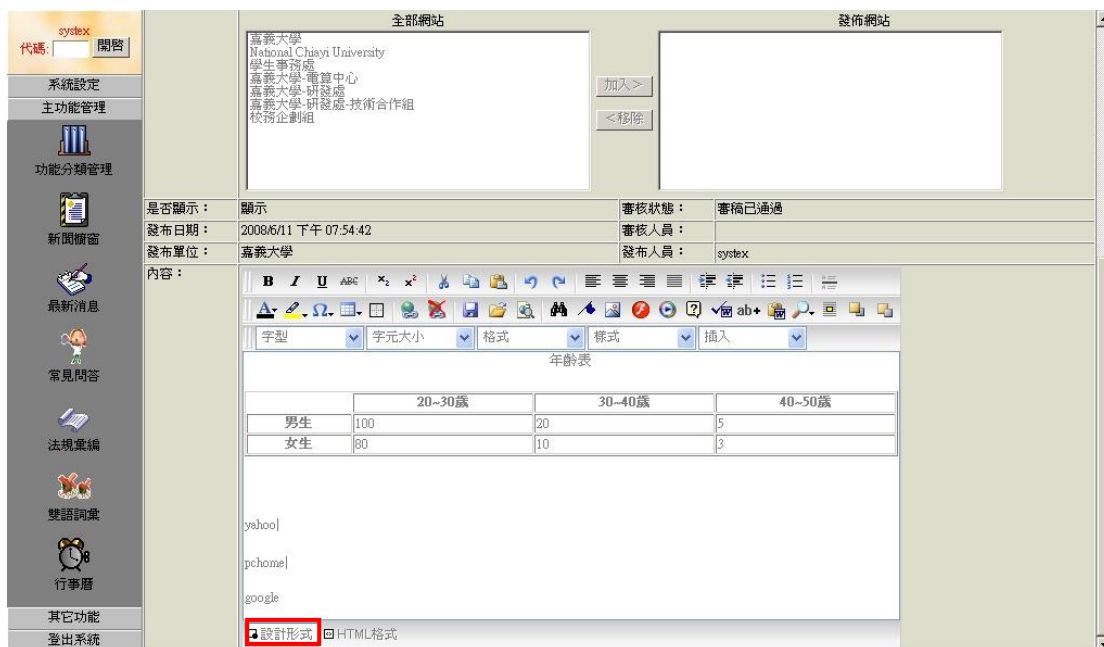 systex
代碼: 開啓
系統設定
主功能管理
功能分類管理
新聞櫥窗
最新消息
常見問答
法規彙編
雙語詞彙
行事曆
其它功能
登出系統
全部網站 發佈網站
嘉義大學
National Chiayi University
學生事務處
嘉義大學-電算中心
嘉義大學-研發處
嘉義大學-研發處-技術合作組
校務企劃組
加入>
<移除
是否顯示: 顯示 審核狀態: 審稿已通過
發布日期: 2008/6/11 下午 07:54:42 審核人員:
發布單位: 嘉義大學 發布人員: systex
內容:
B I U ABC ×₂ ×²
A Ω ab+
字型 字元大小 格式 樣式 插入
年齡表
20~30歲 30~40歲 40~50歲
男生 100 20 5
女生 80 10 3
yahoo|
pchome|
google
設計形式 HTML格式